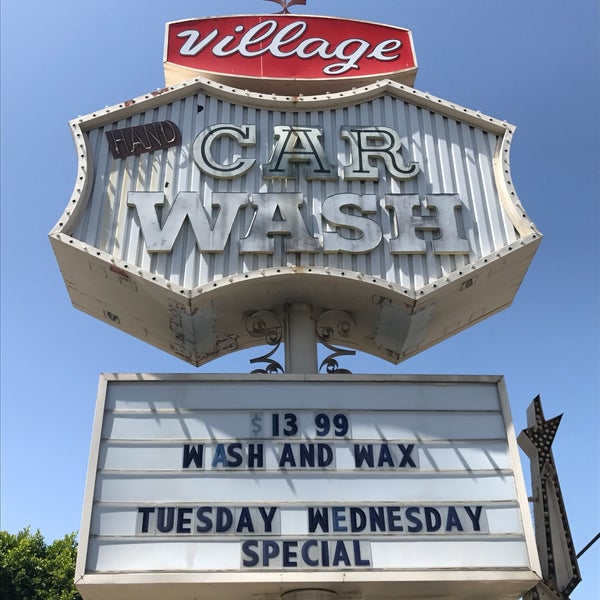 Village
HAND
CAR
WASH
$13 99
WASH AND WAX
TUESDAY WEDNESDAY
SPECIAL